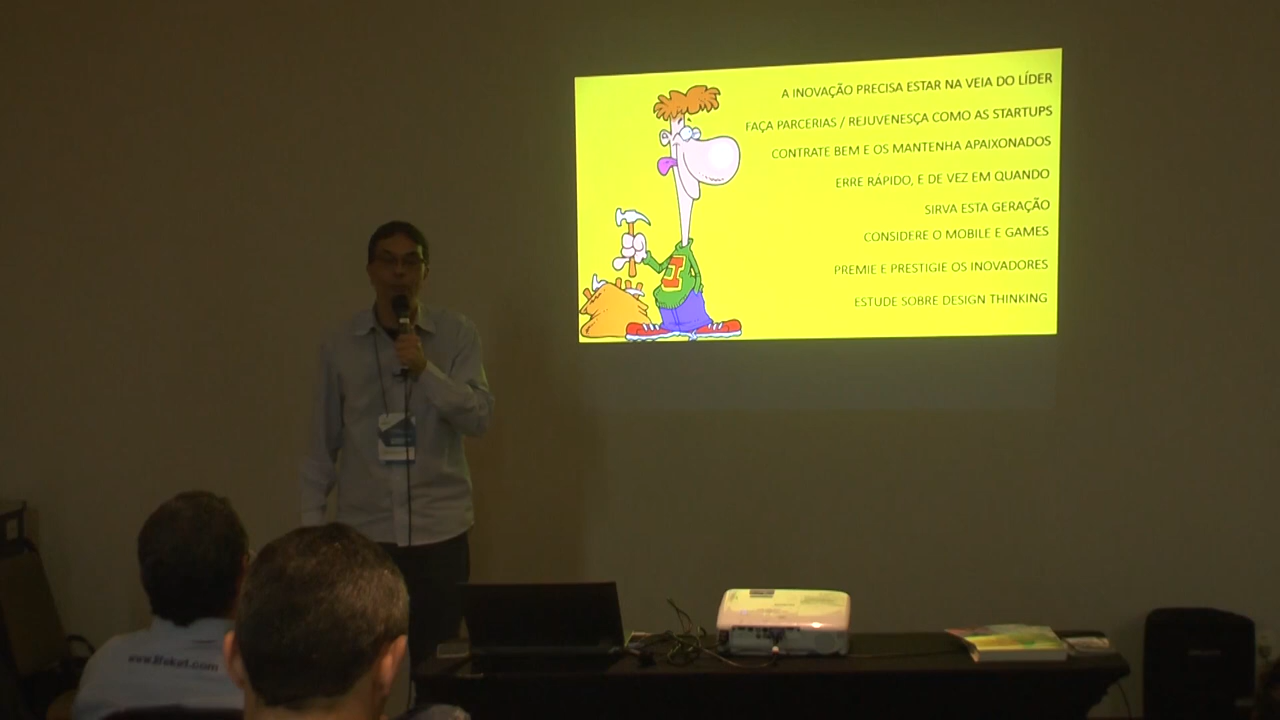 A INOVAÇÃO PRECISA ESTAR NA VEIA DO LÍDER
FAÇA PARCERIAS / REJUVENESÇA COMO AS STARTUPS
CONTRATE BEM E OS MANTENHA APAIXONADOS
ERRE RÁPIDO, E DE VEZ EM QUANDO
SIRVA ESTA GERAÇÃO
CONSIDERE O MOBILE E GAMES
PREMIE E PRESTIGIE OS INOVADORES
ESTUDE SOBRE DESIGN THINKING